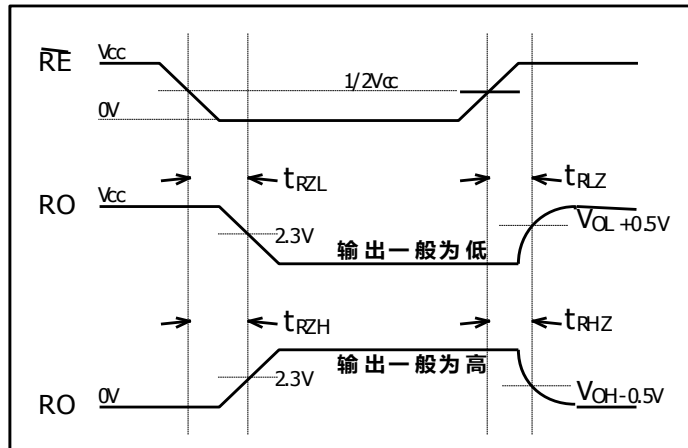 RE Vcc
1/2Vcc
0V
tRZL tRLZ
RO Vcc
2.3V VOL +0.5V
输出一般为低
tRZH tRHZ
输出一般为高
2.3V
RO 0V VOH-0.5V